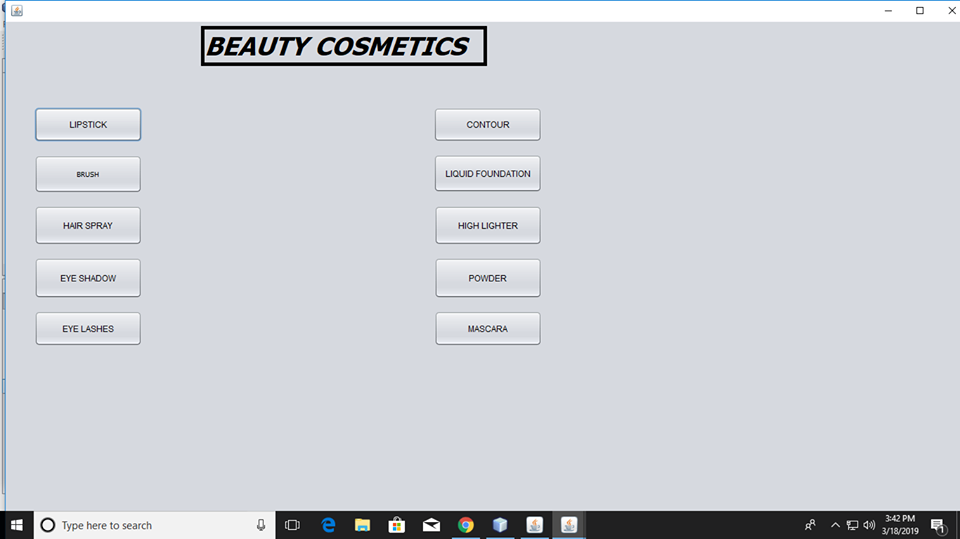 BEAUTY COSMETICS
LIPSTICK
CONTOUR
BRUSH
LIQUID FOUNDATION
HAIR SPRAY
HIGH LIGHTER
EYE SHADOW
POWDER
EYE LASHES
MASCARA
Type here to search
3:42 PM
3/18/2019
1